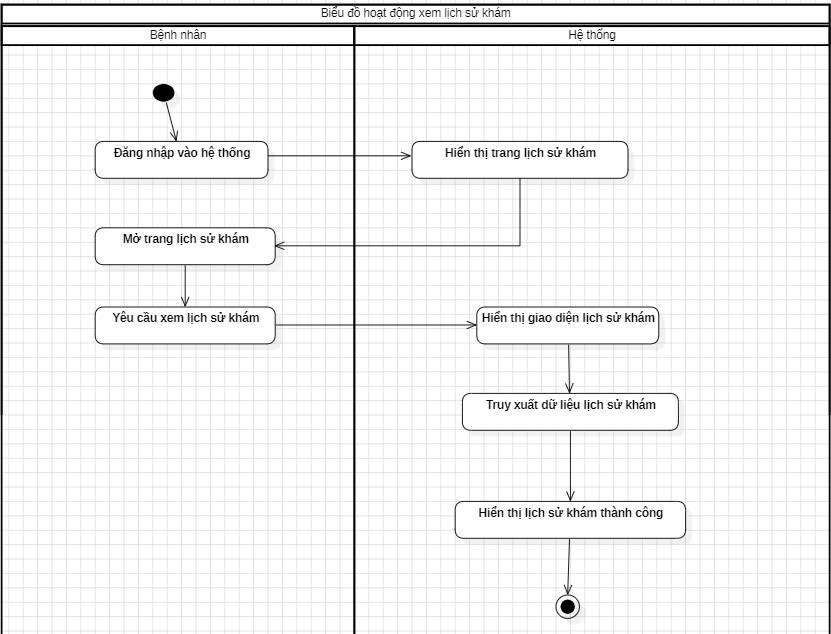 Biểu đồ hoạt động xem lịch sử khám
Bệnh nhân
Hệ thống
Đăng nhập vào hệ thống
Hiển thị trang lịch sử khám
Mở trang lịch sử khám
Yêu cầu xem lịch sử khám
Hiển thị giao diện lịch sử khám
Truy xuất dữ liệu lịch sử khám
Hiển thị lịch sử khám thành công